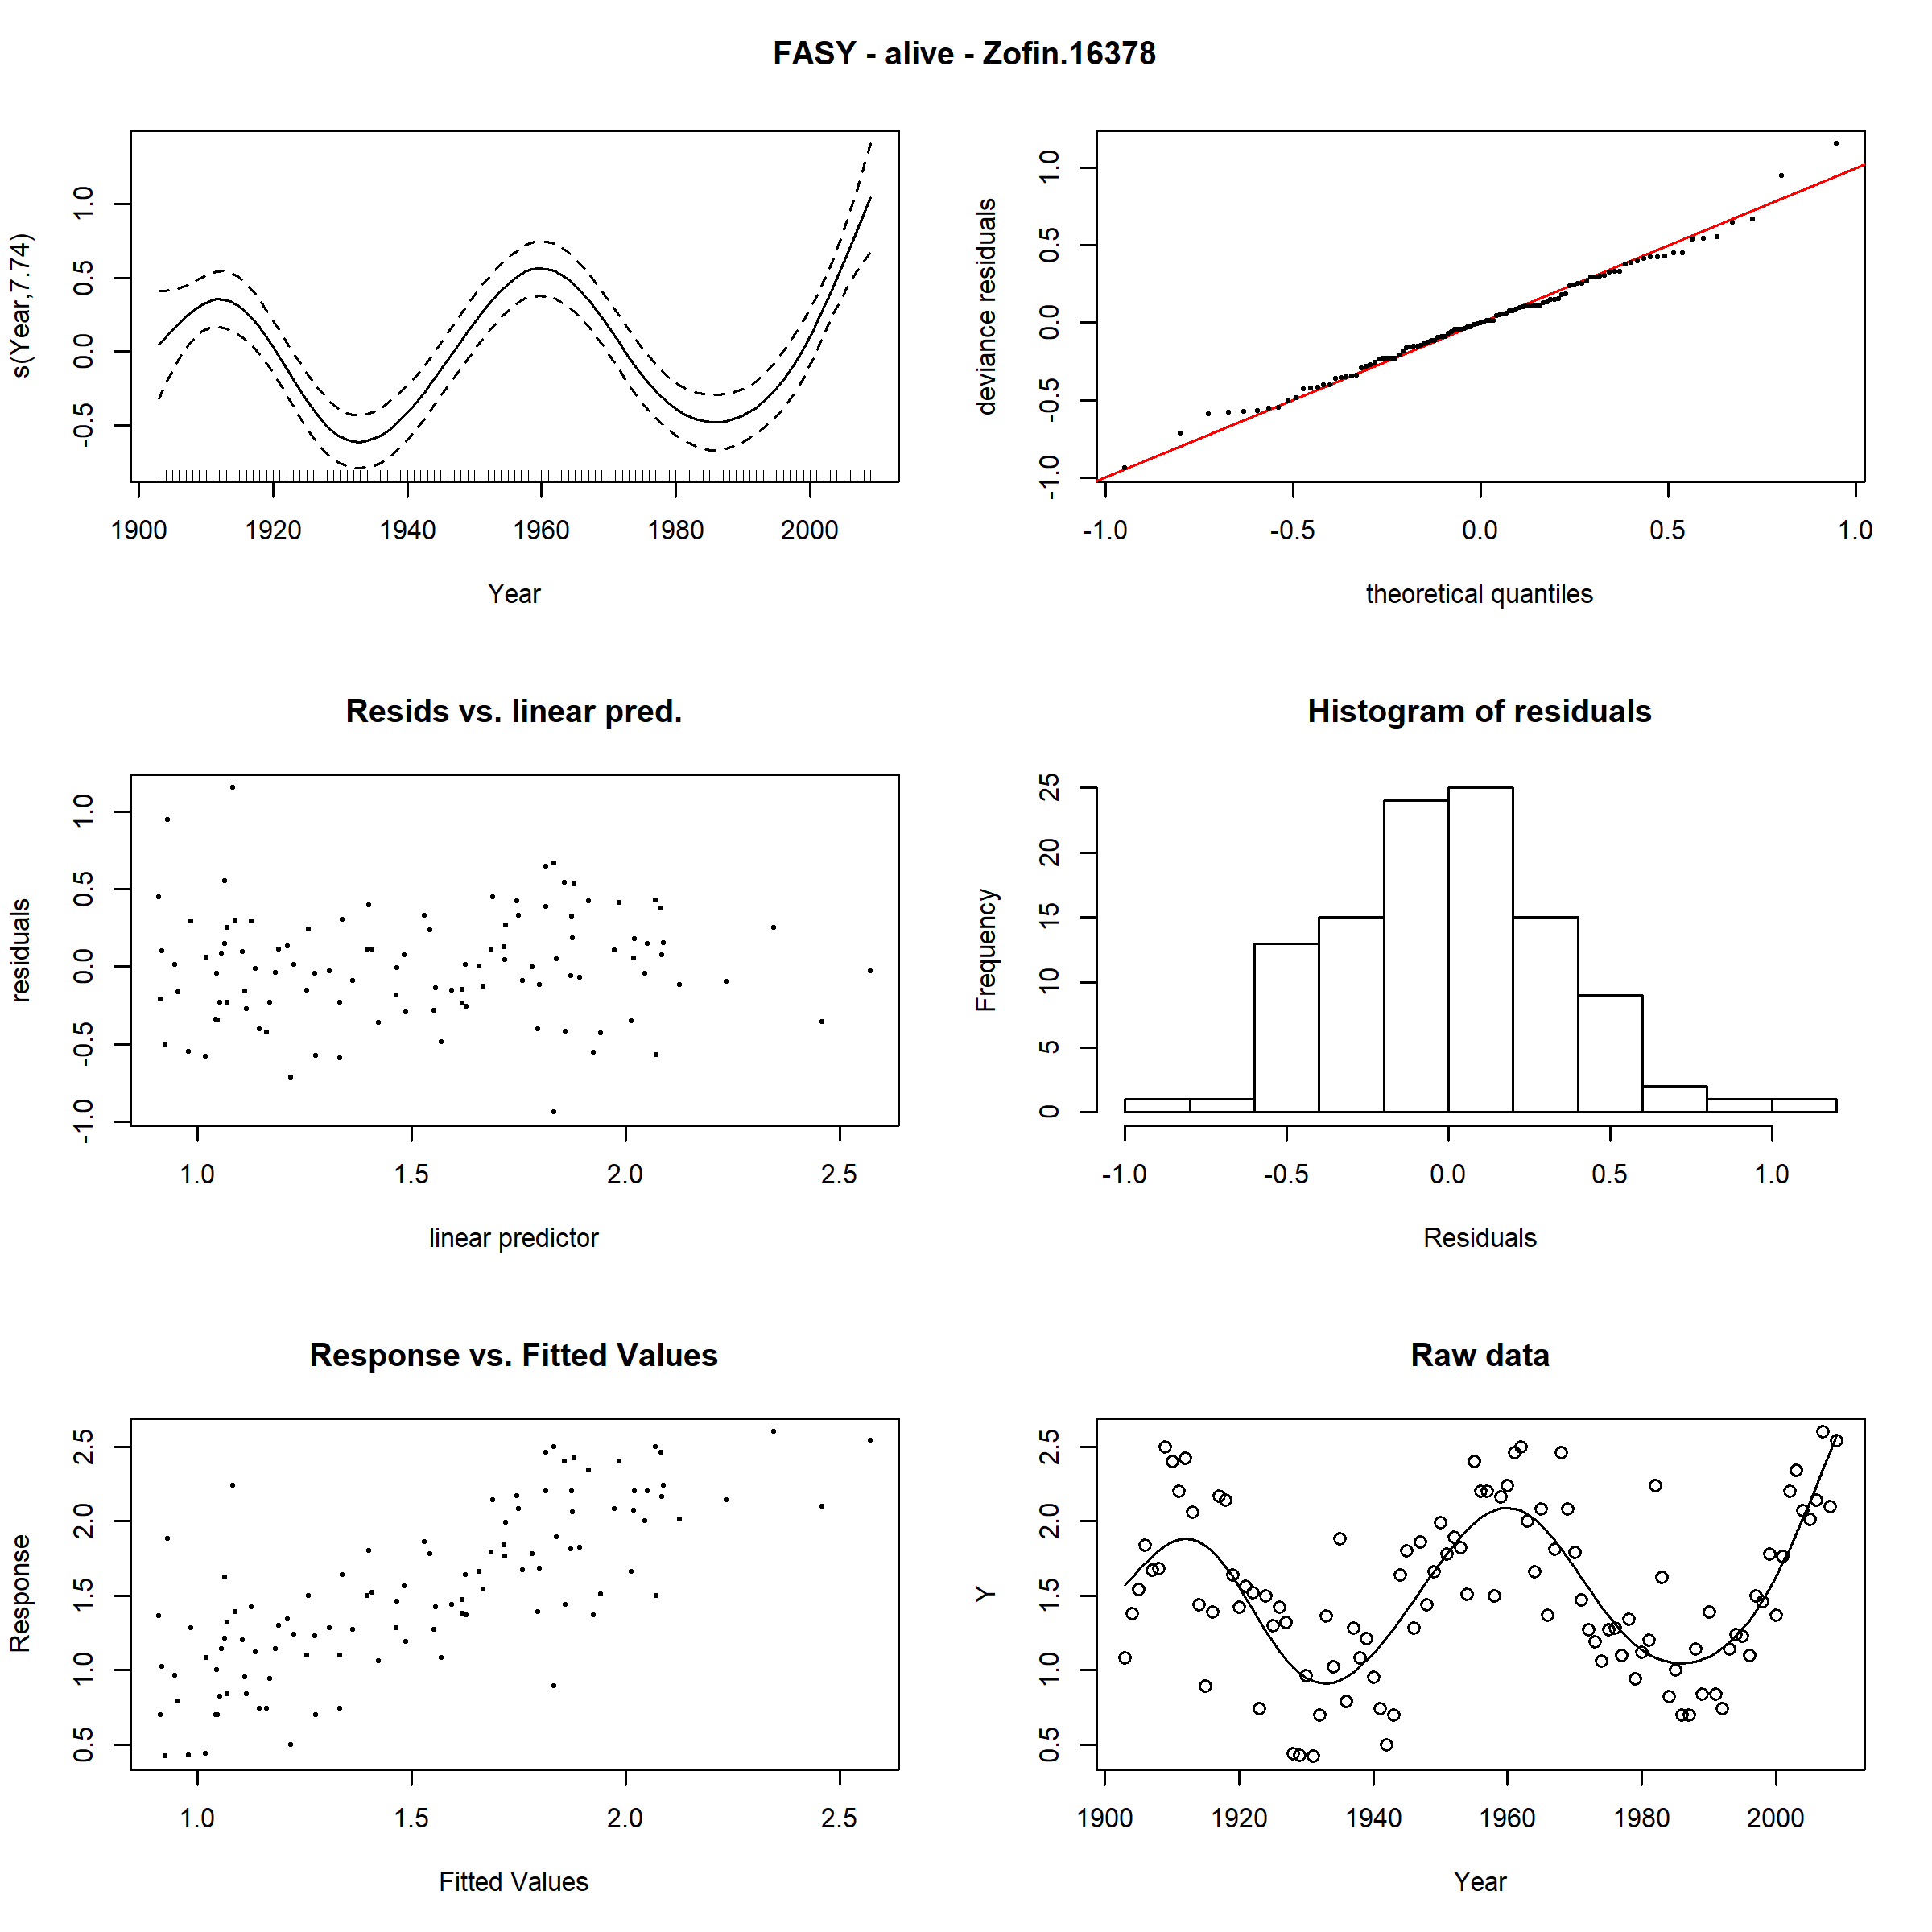 FASY - alive - Zofin.16378
s(Year,7.74)
1.0
0.5
0.0
-0.5
1900 1920 1940 1960 1980 2000
Year
deviance residuals
1.0
0.5
0.0
-0.5
-1.0
-1.0 -0.5 0.0 0.5 1.0
theoretical quantiles
Resids vs. linear pred.
residuals
1.0
0.5
0.0
-0.5
-1.0
1.0 1.5 2.0 2.5
linear predictor
Histogram of residuals
Frequency
25
20
15
10
5
0
-1.0 -0.5 0.0 0.5 1.0
Residuals
Response vs. Fitted Values
Response
2.5
2.0
1.5
1.0
0.5
1.0 1.5 2.0 2.5
Fitted Values
Raw data
Y
2.5
2.0
1.5
1.0
0.5
1900 1920 1940 1960 1980 2000
Year